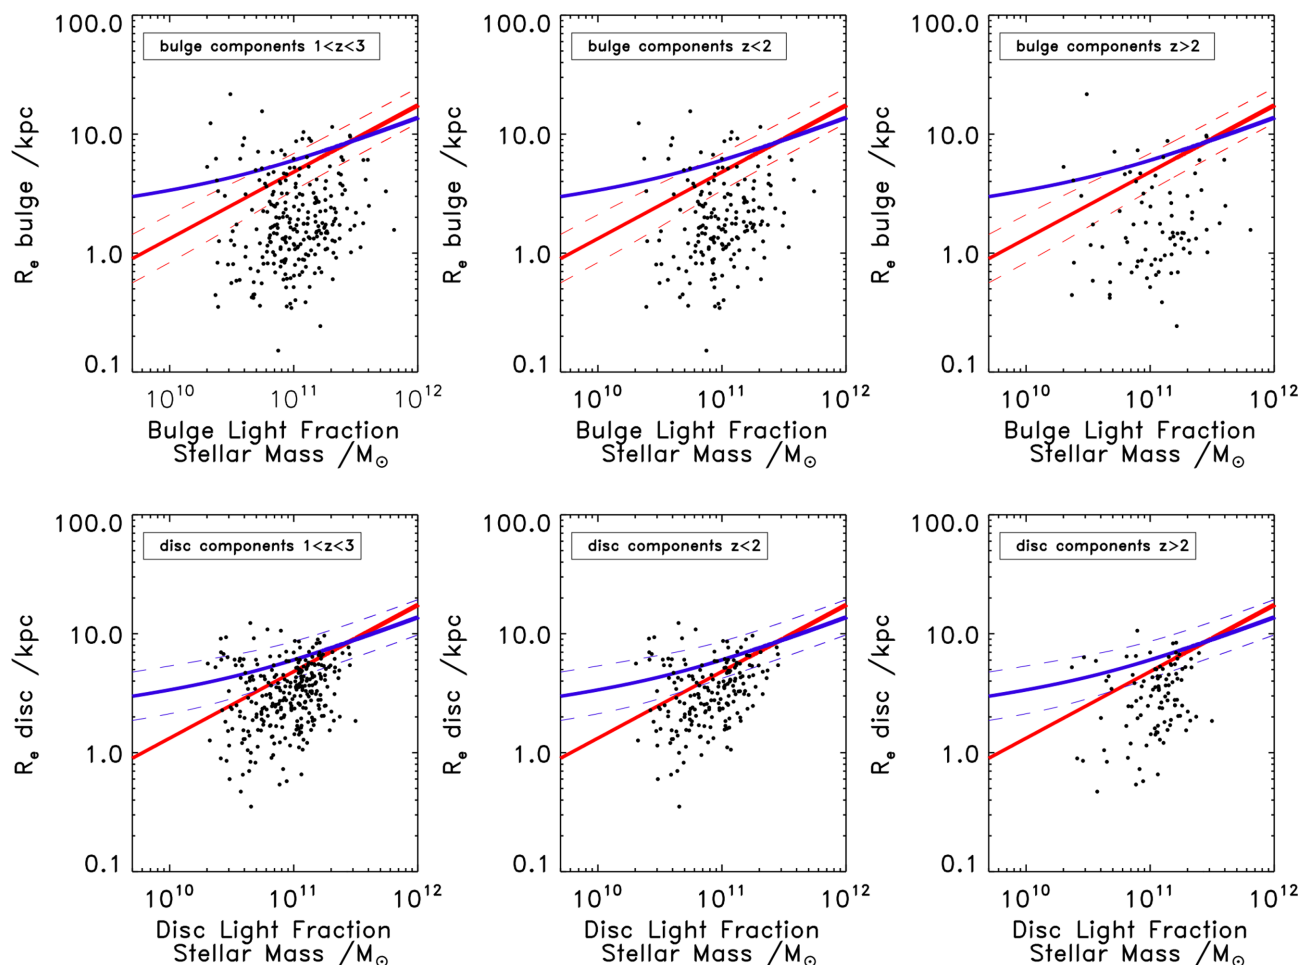 100.0
10.0
1.0
0.1
R_e bulge /kpc
bulge components 1<z<3
10^10
10^11
10^12
Bulge Light Fraction
Stellar Mass /M_⊙
100.0
10.0
1.0
0.1
R_e bulge /kpc
bulge components z<2
10^10
10^11
10^12
Bulge Light Fraction
Stellar Mass /M_⊙
100.0
10.0
1.0
0.1
R_e bulge /kpc
bulge components z>2
10^10
10^11
10^12
Bulge Light Fraction
Stellar Mass /M_⊙
100.0
10.0
1.0
0.1
R_e disc /kpc
disc components 1<z<3
10^10
10^11
10^12
Disc Light Fraction
Stellar Mass /M_⊙
100.0
10.0
1.0
0.1
R_e disc /kpc
disc components z<2
10^10
10^11
10^12
Disc Light Fraction
Stellar Mass /M_⊙
100.0
10.0
1.0
0.1
R_e disc /kpc
disc components z>2
10^10
10^11
10^12
Disc Light Fraction
Stellar Mass /M_⊙